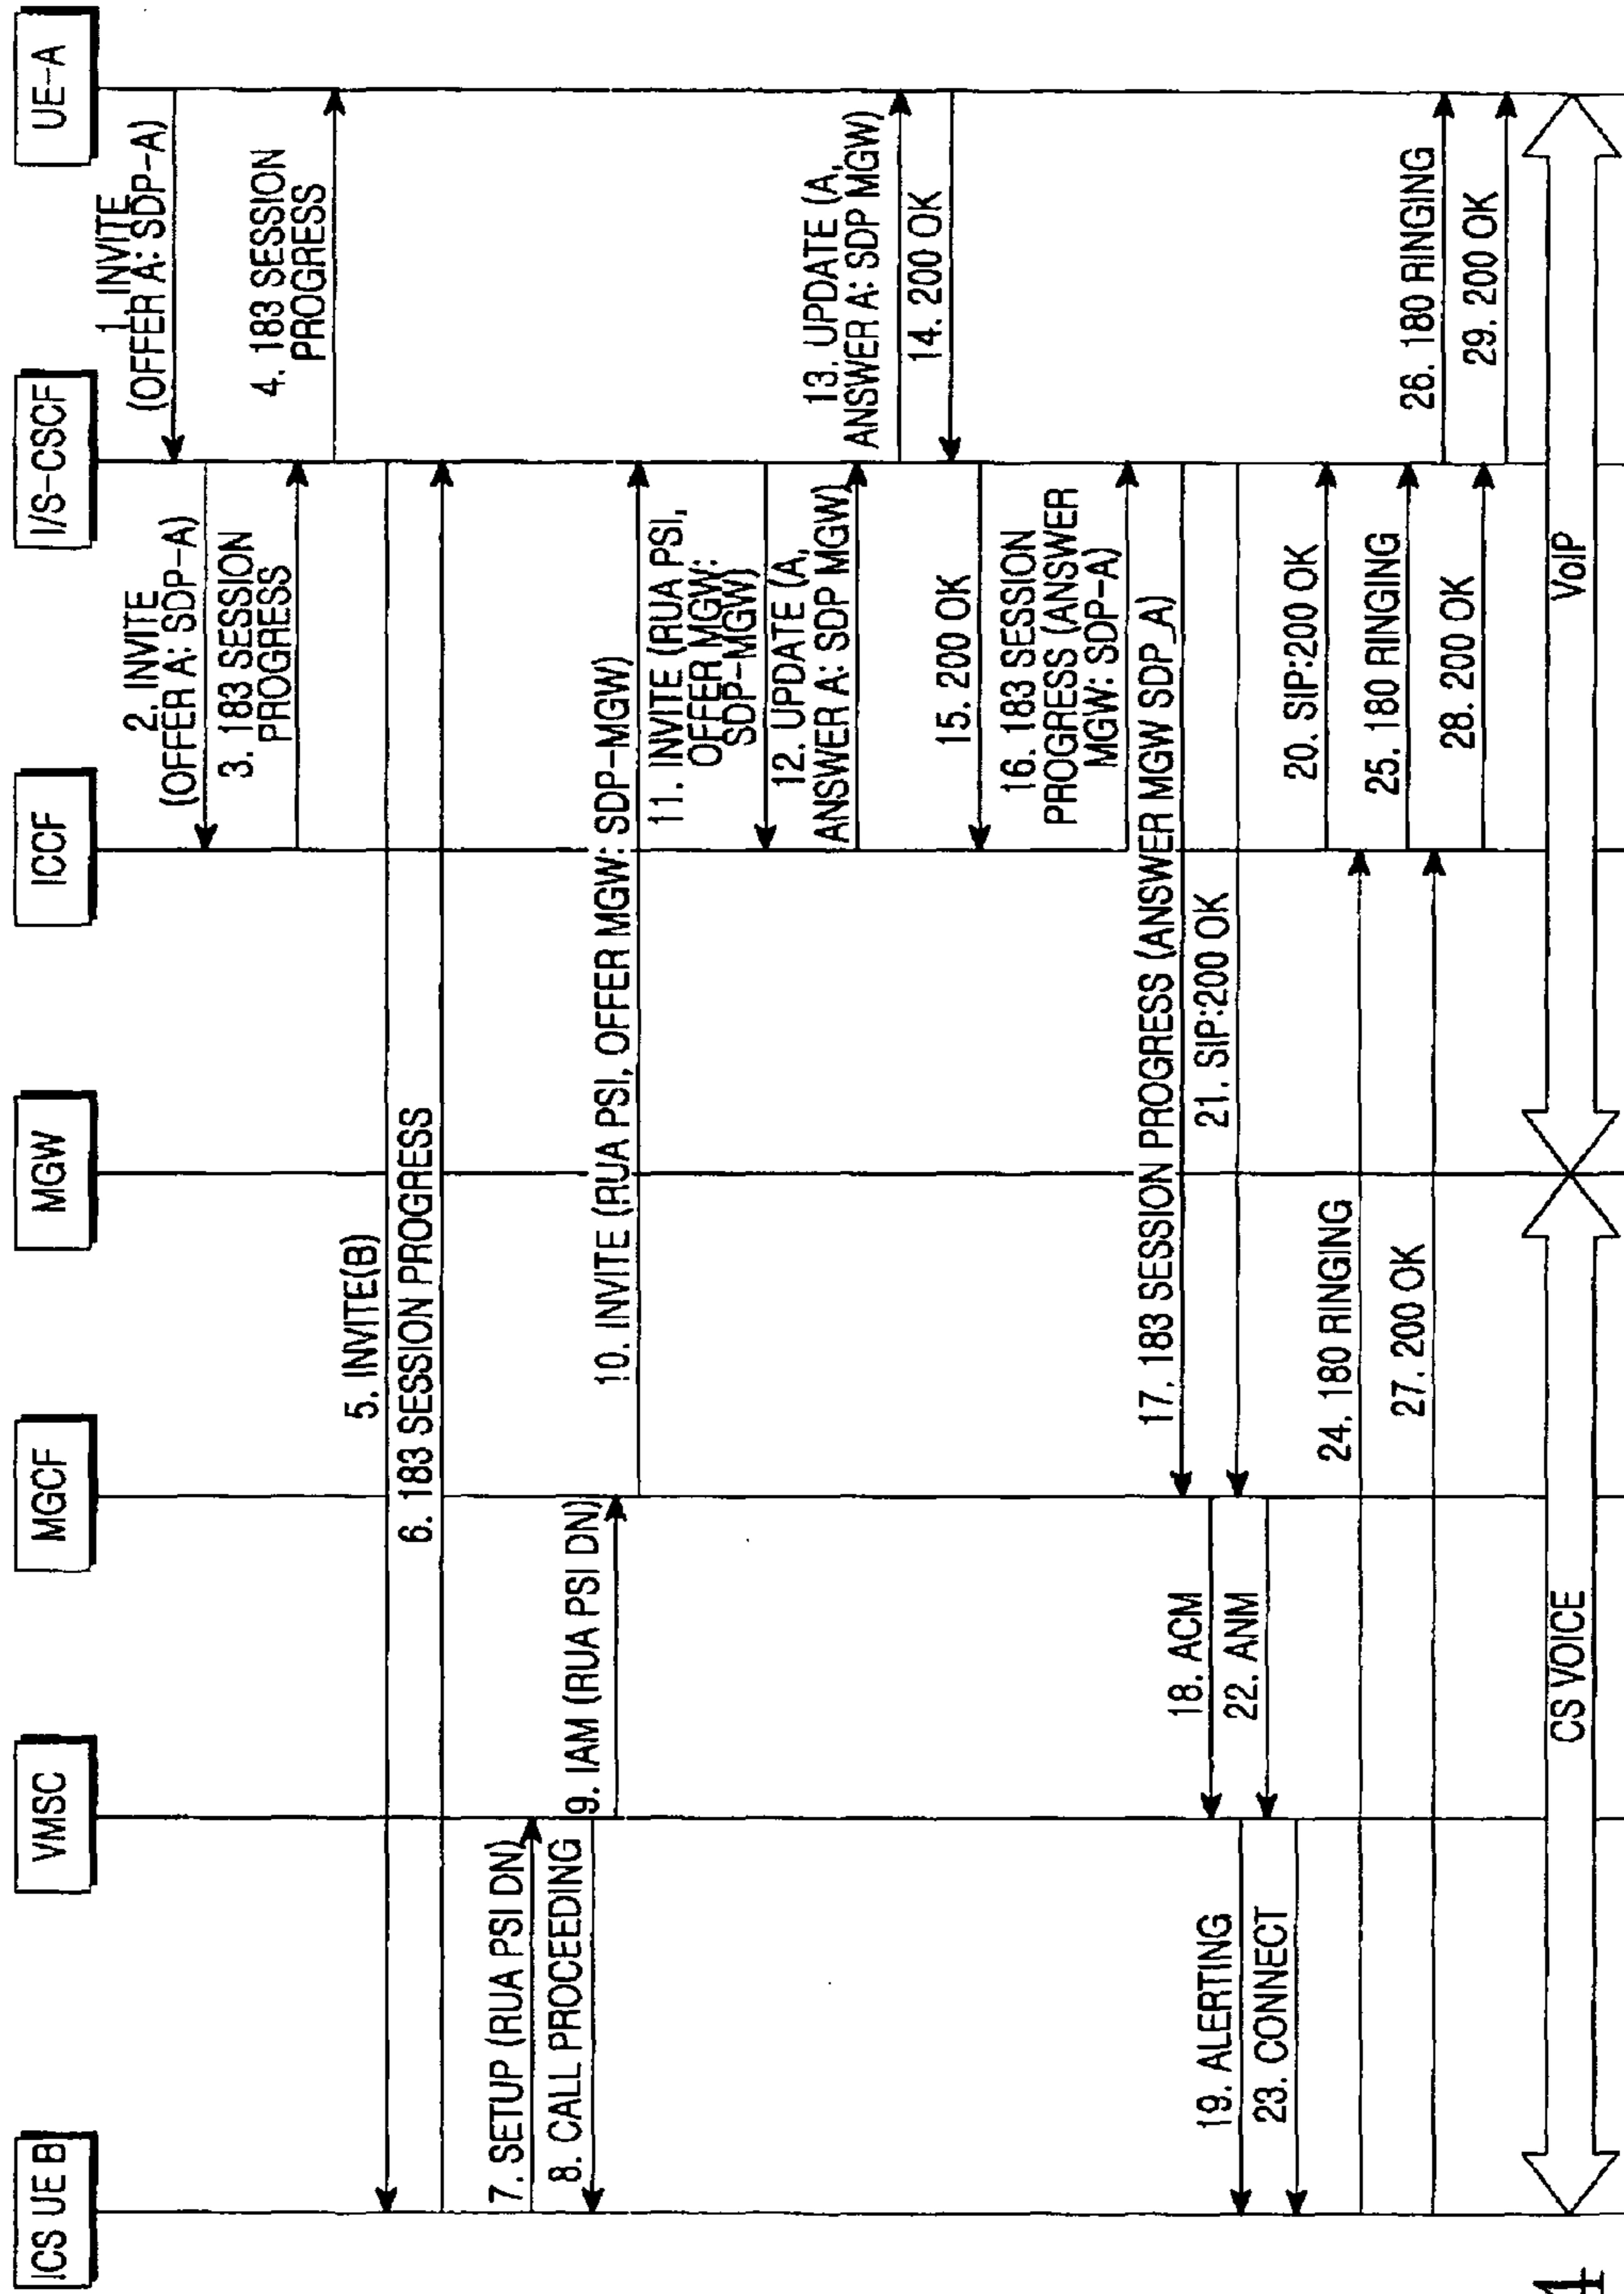 ICS UE B
VMSC
MGCF
MGW
ICCF
I/S-CSCF
UE-A
1. INVITE
(OFFER A: SDP-A)
2. INVITE
(OFFER A: SDP-A)
3. 183 SESSION
PROGRESS
4. 183 SESSION
PROGRESS
5. INVITE(B)
6. 183 SESSION PROGRESS
7. SETUP (RUA PSI DN)
8. CALL PROCEEDING
9. IAM (RUA PSI DN)
10. INVITE (RUA PSI, OFFER MGW: SDP-MGW)
11. INVITE (RUA PSI,
OFFER MGW:
SDP-MGW)
12. UPDATE (A,
ANSWER A: SDP MGW)
13. UPDATE (A,
ANSWER A: SDP MGW)
14. 200 OK
15. 200 OK
16. 183 SESSION
PROGRESS (ANSWER
MGW: SDP-A)
17. 183 SESSION PROGRESS (ANSWER MGW SDP_A)
18. ACM
19. ALERTING
20. SIP:200 OK
21. SIP:200 OK
22. ANM
23. CONNECT
24. 180 RINGING
25. 180 RINGING
26. 180 RINGING
27. 200 OK
28. 200 OK
29. 200 OK
CS VOICE
VoIP